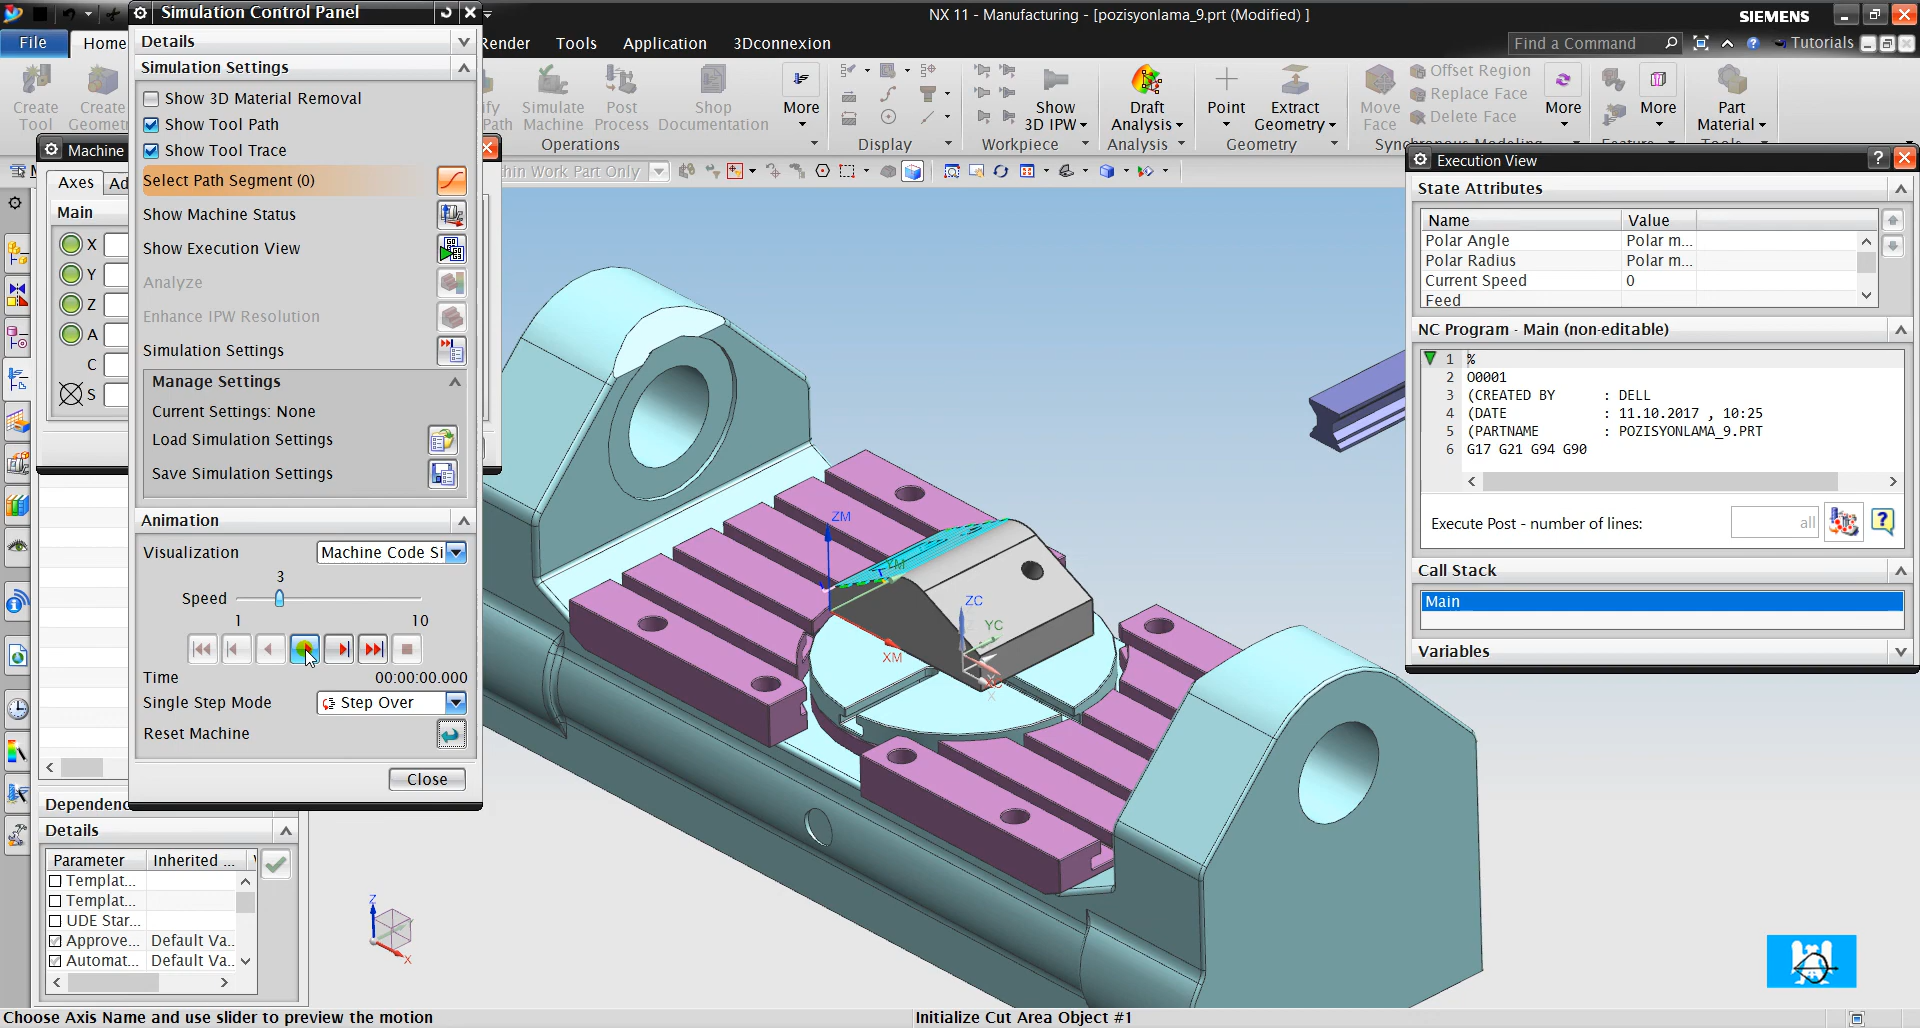 Simulation Control Panel
NX 11 - Manufacturing - [pozisyonlama_9.prt (Modified) ]
SIEMENS
File
Home
Render
Tools
Application
3Dconnexion
Find a Command
Tutorials
Create Tool
Create Geomet
Simulate Machine
Post Process
Shop Documentation
More
Show 3D IPW
Draft Analysis
Point
Extract Geometry
Move Face
Offset Region
Replace Face
Delete Face
More
More
Part Material
Operations
Display
Workpiece
Analysis
Geometry
hin Work Part Only
Machine
Axes
Ad
Main
X
Y
Z
A
C
S
Details
Simulation Settings
Show 3D Material Removal
Show Tool Path
Show Tool Trace
Select Path Segment (0)
Show Machine Status
Show Execution View
Analyze
Enhance IPW Resolution
Simulation Settings
Manage Settings
Current Settings: None
Load Simulation Settings
Save Simulation Settings
Animation
Visualization
Machine Code Si
3
Speed
1
10
Time
00:00:00.000
Single Step Mode
Step Over
Reset Machine
Close
Dependenc
Details
Parameter
Inherited ...
Templat...
Templat...
UDE Star...
Approve...
Default Va..
Automat...
Default Va..
ZM
YM
XM
ZC
YC
XC
Z
X
Execution View
State Attributes
Name
Value
Polar Angle
Polar m...
Polar Radius
Polar m...
Current Speed
0
Feed
NC Program - Main (non-editable)
1 %
2 O0001
3 (CREATED BY : DELL
4 (DATE : 11.10.2017 , 10:25
5 (PARTNAME : POZISYONLAMA_9.PRT
6 G17 G21 G94 G90
Execute Post - number of lines:
all
Call Stack
Main
Variables
Choose Axis Name and use slider to preview the motion
Initialize Cut Area Object #1